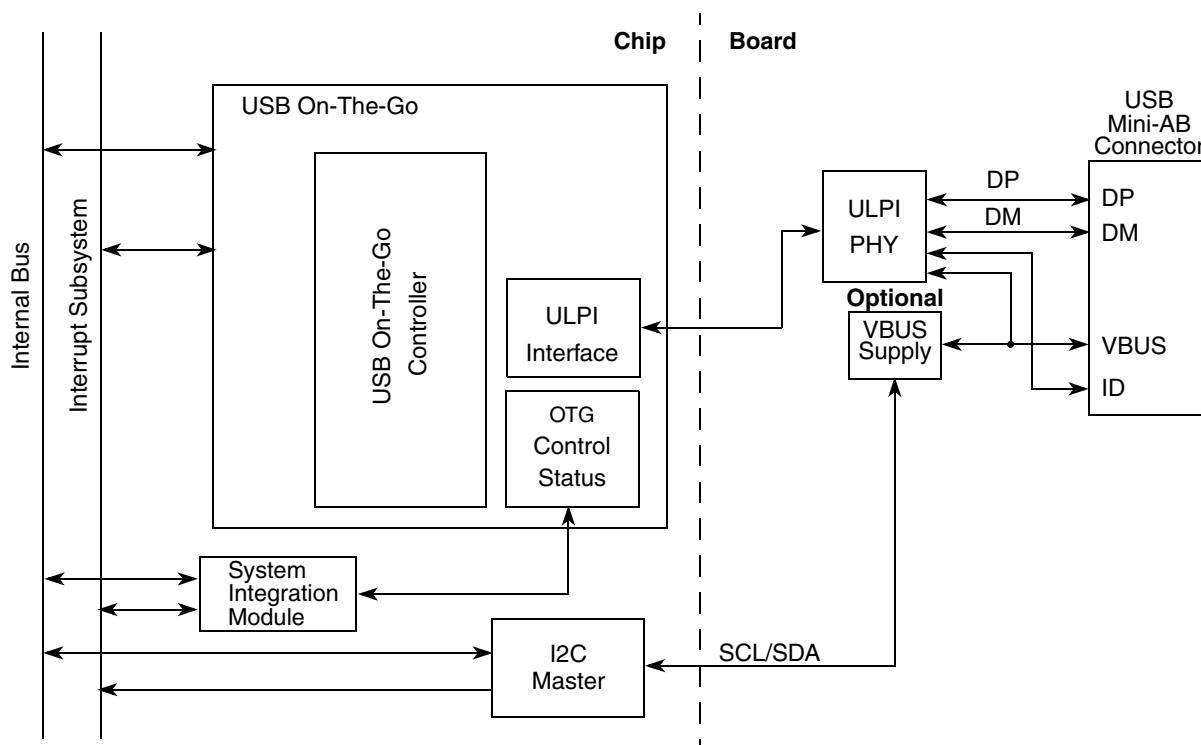 Chip
Board
USB On-The-Go
USB
Mini-AB
Connector
Internal Bus
Interrupt Subsystem
USB On-The-Go
Controller
ULPI
Interface
OTG
Control
Status
ULPI
PHY
DP
DM
DP
DM
Optional
VBUS
Supply
VBUS
ID
System
Integration
Module
I2C
Master
SCL/SDA